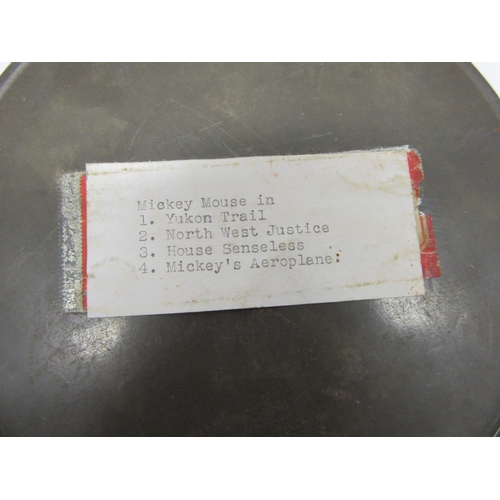 Mickey Mouse in
1. Yukon Trail
2. North West Justice
3. House Senseless
4. Mickey's Aeroplane.